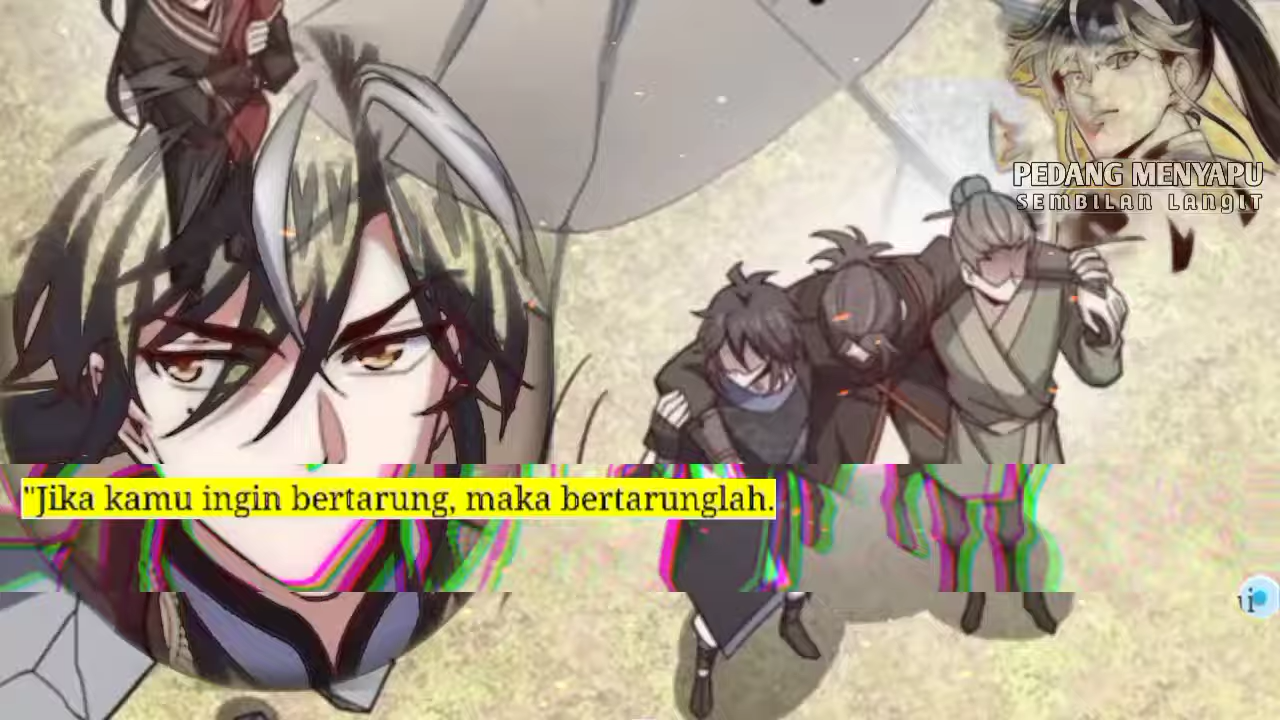 PEDANG MENYAPU
SEMBILAN LANGIT
"Jika kamu ingin bertarung, maka bertarunglah.